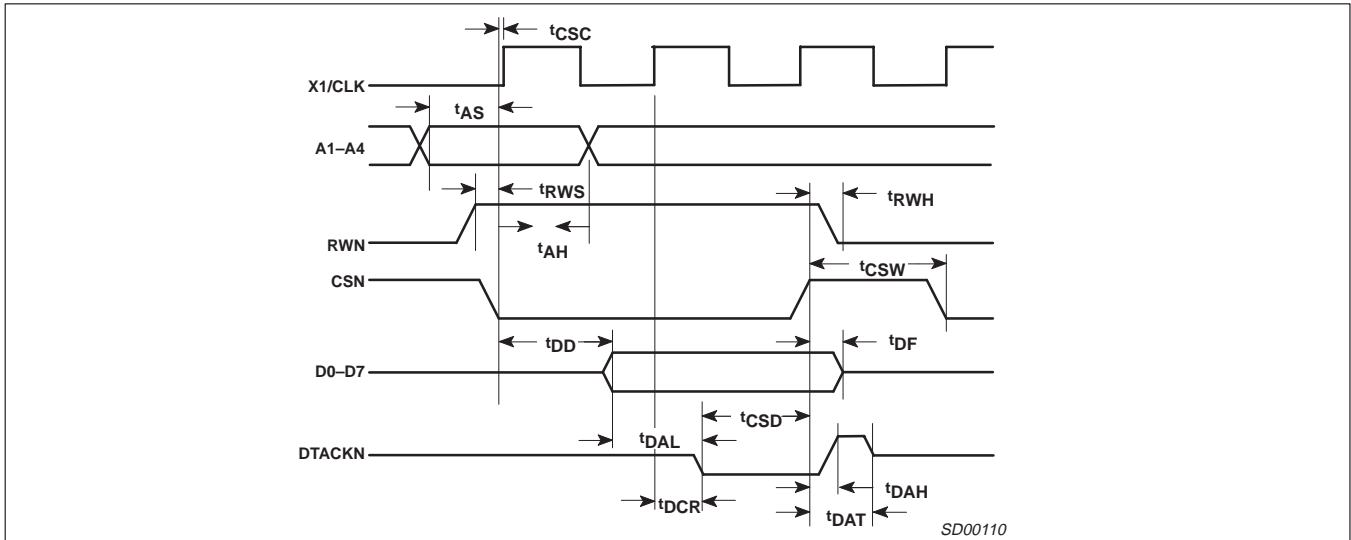 tCSC
X1/CLK
tAS
A1–A4
tRWS
tRWH
RWN
tAH
tCSW
CSN
tDD
tDF
D0–D7
tCSD
tDAL
DTACKN
tDAH
tDCR
tDAT
SD00110